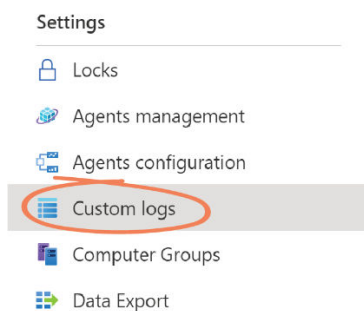 Settings
Locks
Agents management
Agents configuration
Custom logs
Computer Groups
Data Export